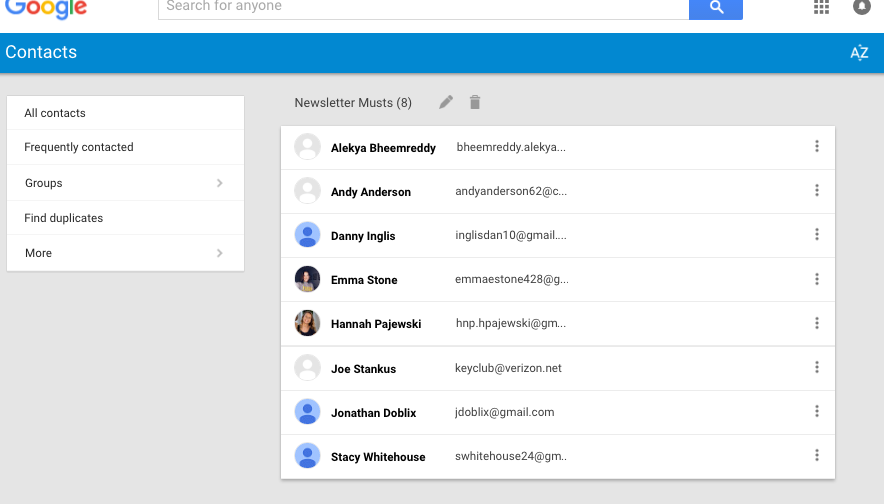 Google
Search for anyone
Contacts
AZ
All contacts
Frequently contacted
Groups
Find duplicates
More
Newsletter Musts (8)
Alekya Bheemreddy bheemreddy.alekya...
Andy Anderson andyanderson62@c...
Danny Inglis inglisdan10@gmail....
Emma Stone emmaestone428@g...
Hannah Pajewski hnp.hpajewski@gm...
Joe Stankus keyclub@verizon.net
Jonathan Doblix jdoblix@gmail.com
Stacy Whitehouse swhitehouse24@gm..